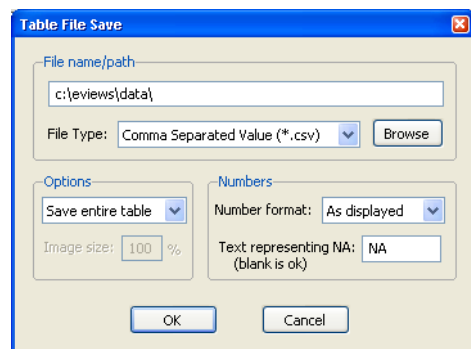 Table File Save
File name/path
c:\eviews\data\
File Type: Comma Separated Value (*.csv) Browse
Options
Save entire table
Image size: 100 %
Numbers
Number format: As displayed
Text representing NA: NA
(blank is ok)
OK Cancel